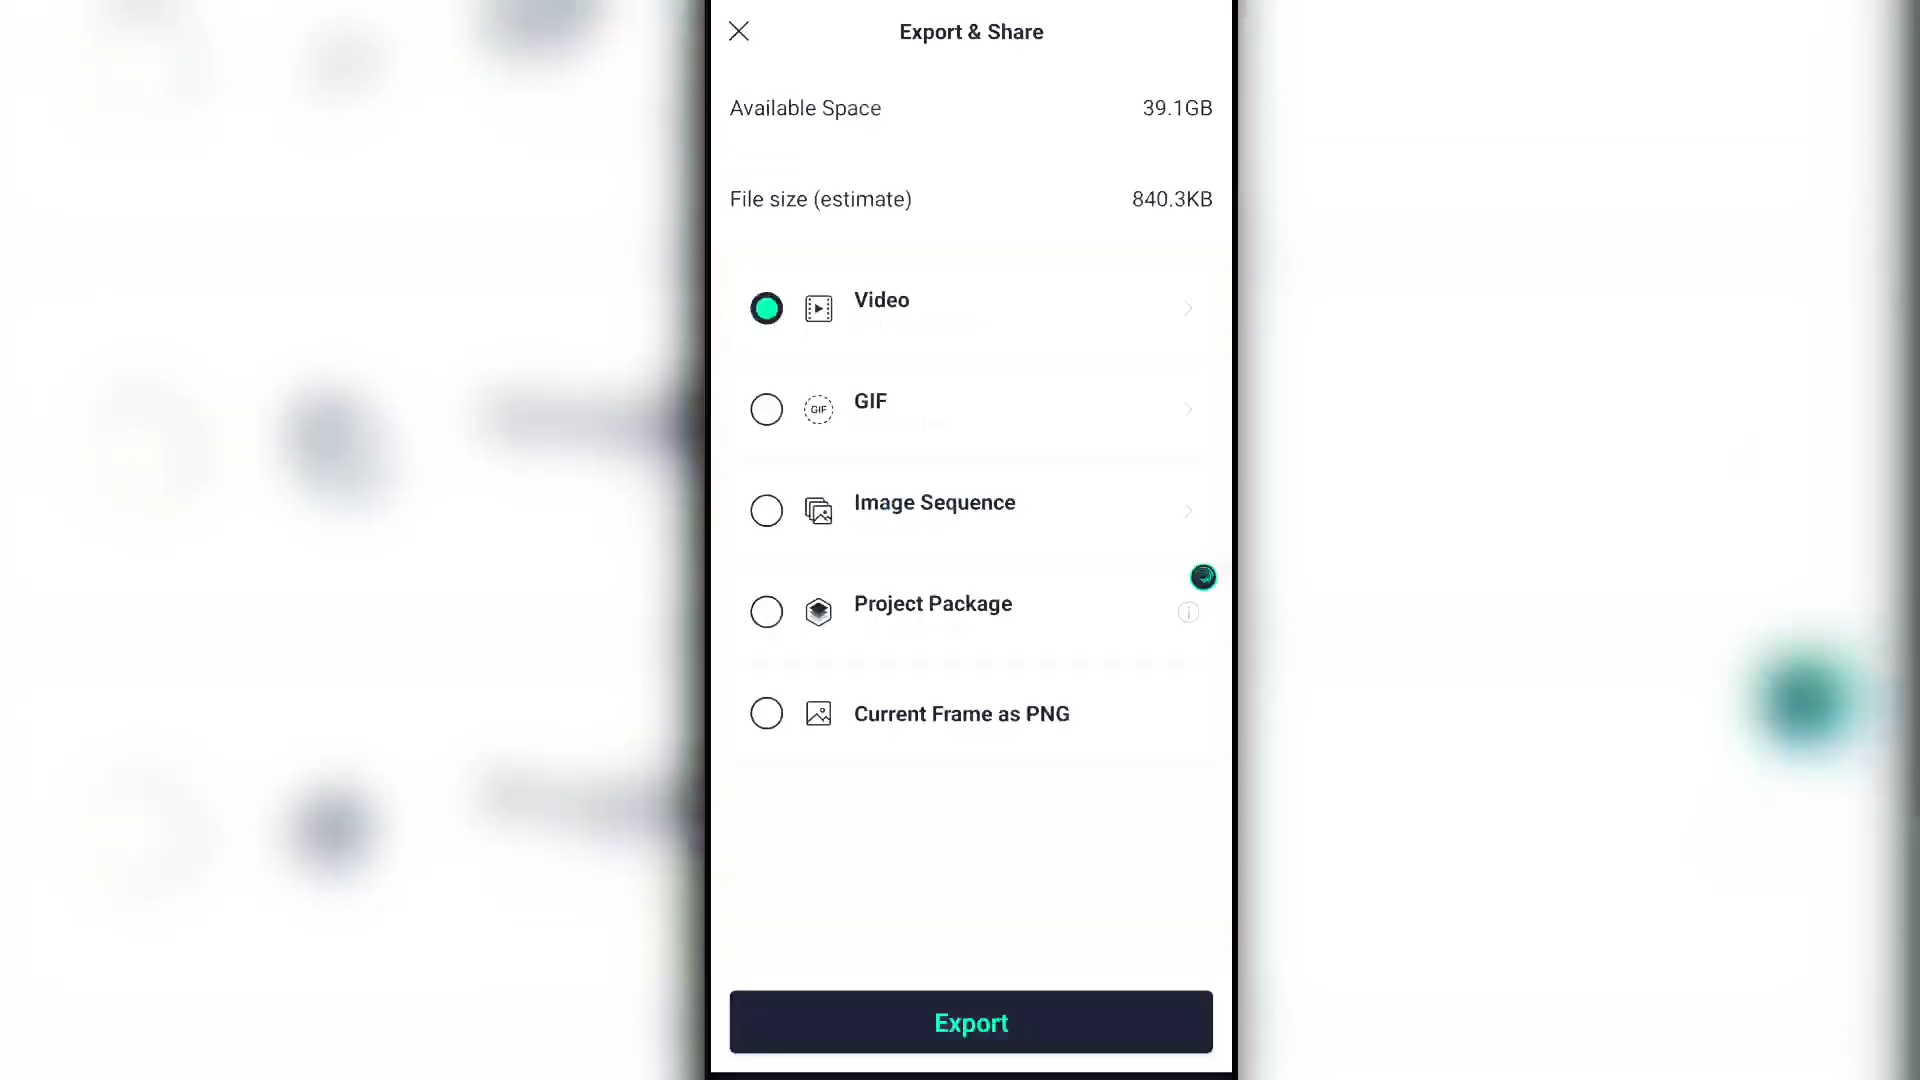 Export & Share
Available Space 39.1GB
File size (estimate) 840.3KB
Video
GIF
GIF
Image Sequence
Project Package
Current Frame as PNG
Export